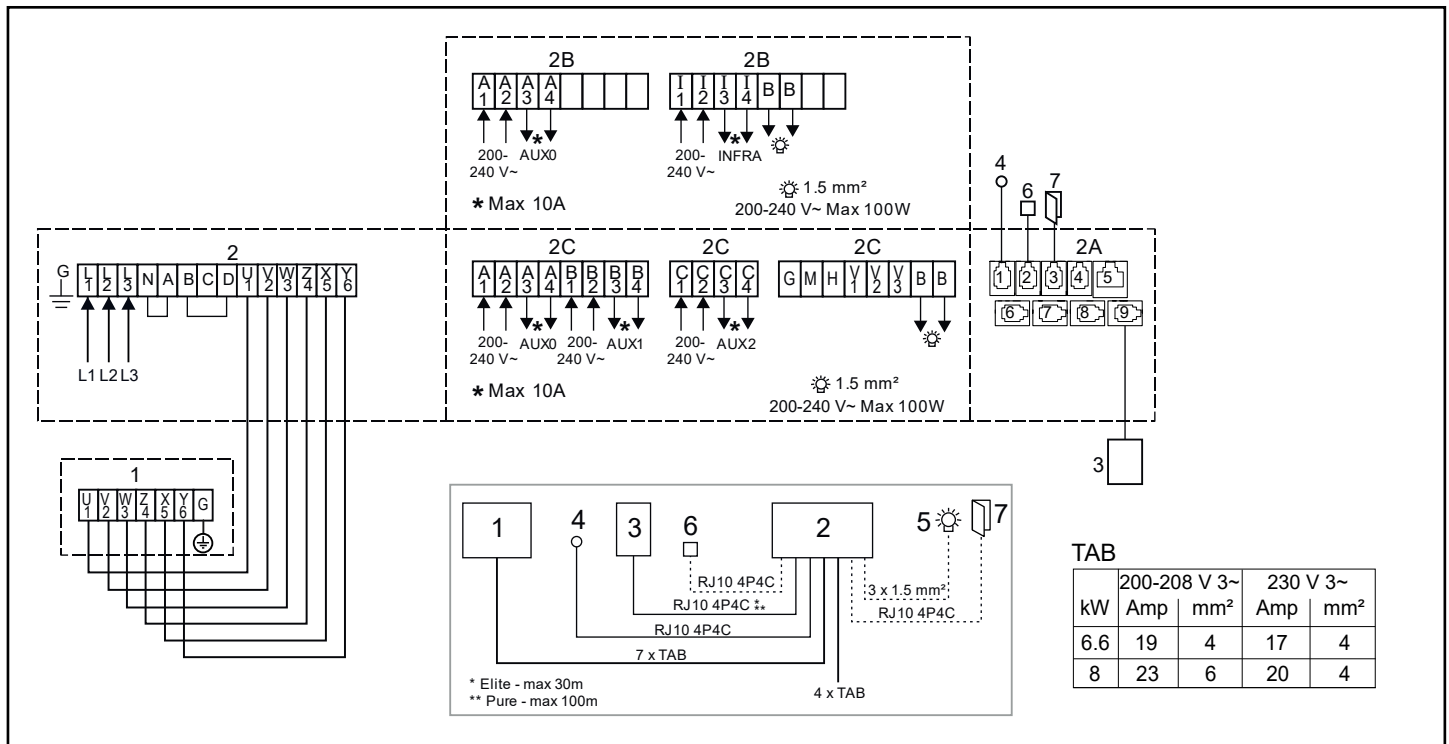 2B 2B
A1 A2 A3 A4
I1 I2 I3 I4 B B
200-240 V~ * AUX0
200-240 V~ * INFRA
* Max 10A
1.5 mm²
200-240 V~ Max 100W
4
6
7
2
G L1 L2 L3 N A B C D U1 V2 W3 Z4 X5 Y6
L1 L2 L3
2C 2C 2C
A1 A2 A3 A4 B1 B2 B3 B4
C1 C2 C3 C4
G M H V1 V2 V3 B B
200-240 V~ * AUX0 200-240 V~ * AUX1
200-240 V~ * AUX2
* Max 10A
1.5 mm²
200-240 V~ Max 100W
2A
1 2 3 4 5
6 7 8 9
3
1
U1 V2 W3 Z4 X5 Y6 G
1 4 3 6 2 5 7
RJ10 4P4C
3 x 1.5 mm²
RJ10 4P4C * **
RJ10 4P4C
RJ10 4P4C
7 x TAB
4 x TAB
* Elite - max 30m
** Pure - max 100m
TAB
200-208 V 3~ 230 V 3~
kW Amp mm² Amp mm²
6.6 19 4 17 4
8 23 6 20 4